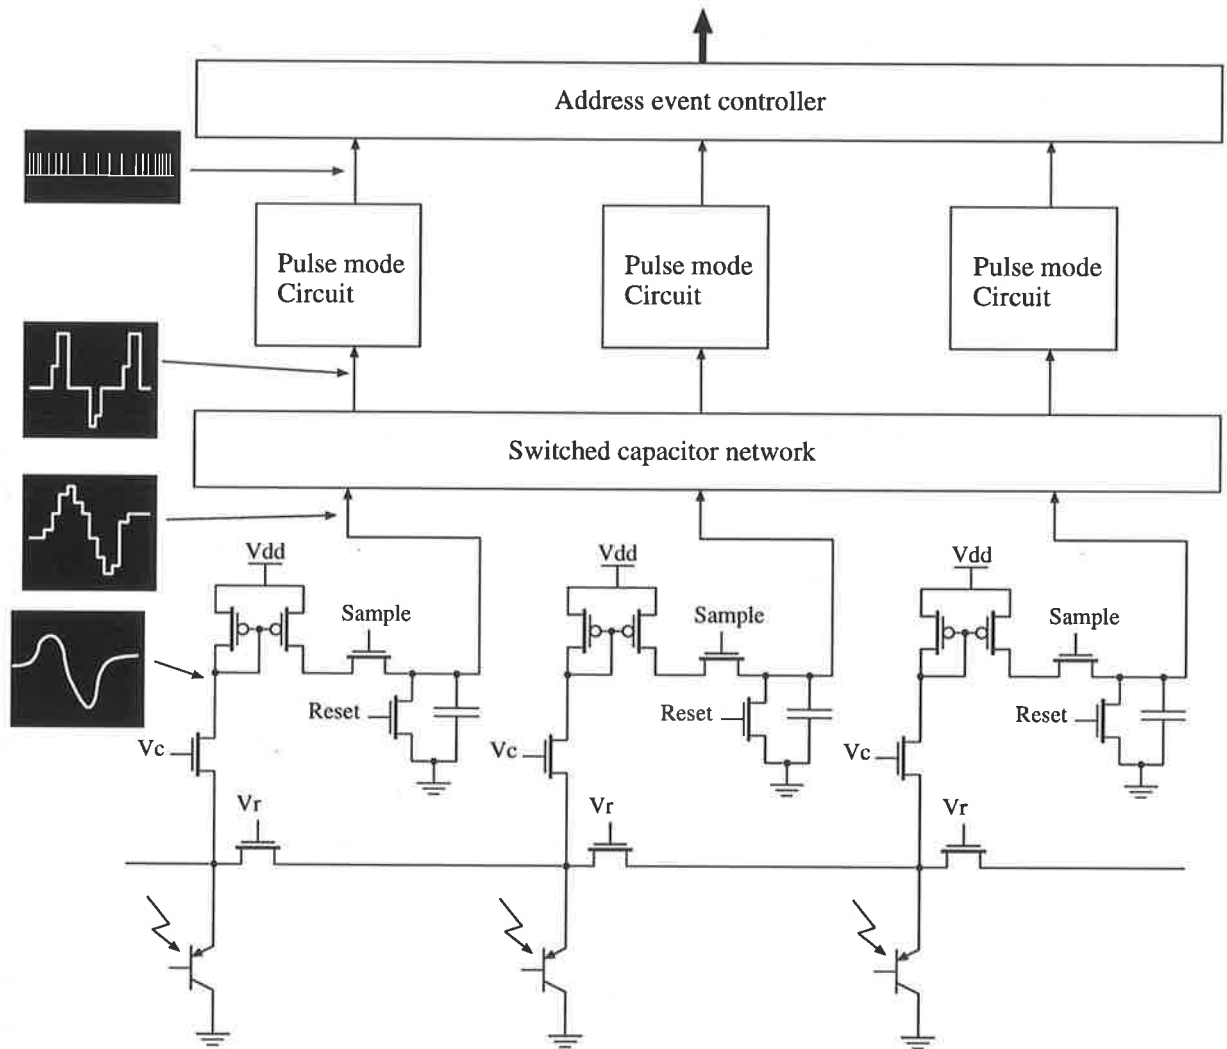 Address event controller
Pulse mode
Circuit
Pulse mode
Circuit
Pulse mode
Circuit
Switched capacitor network
Vdd
Vdd
Vdd
Sample
Sample
Sample
Reset
Reset
Reset
Vc
Vc
Vc
Vr
Vr
Vr